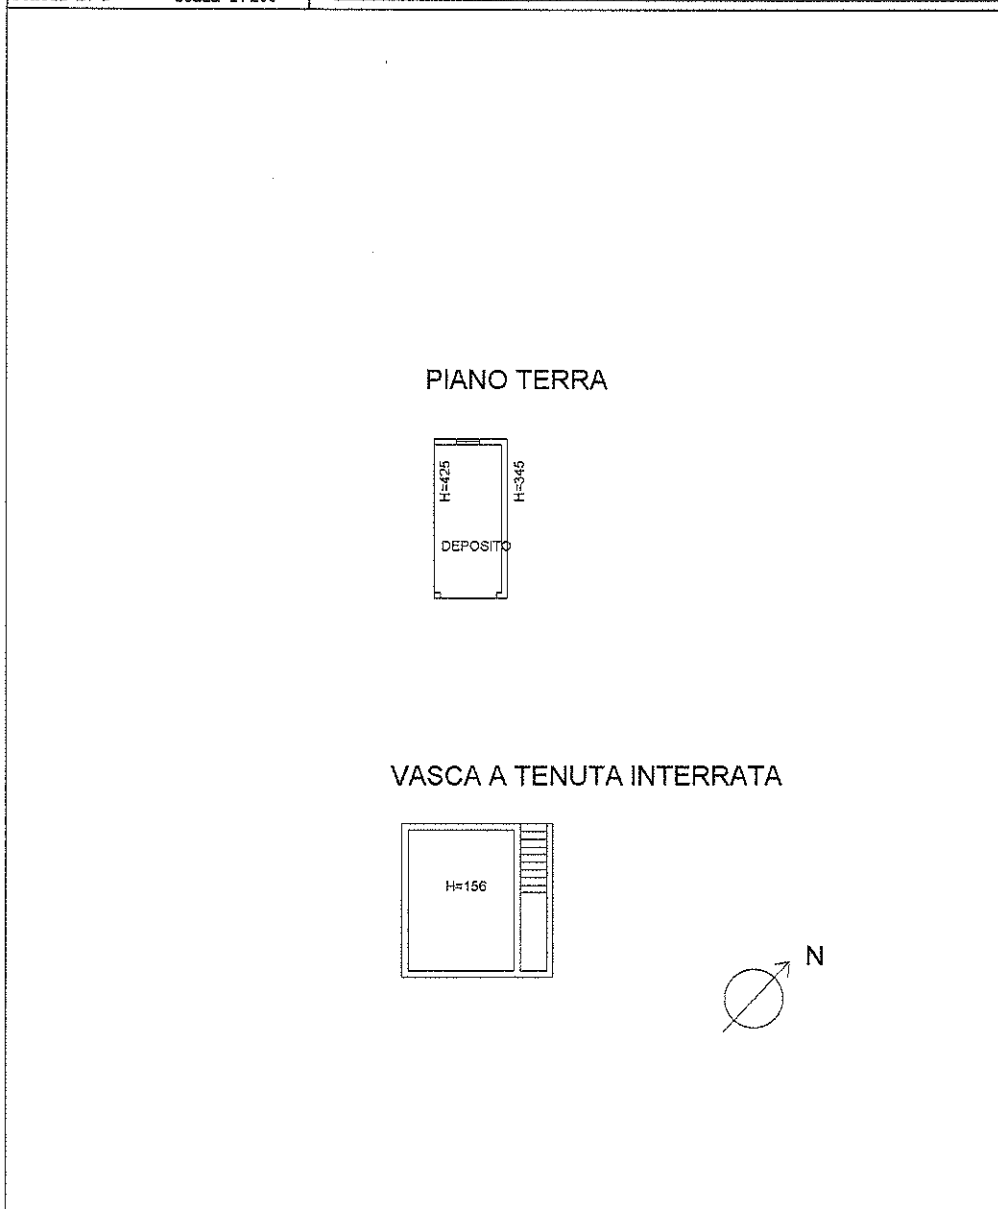 PIANO TERRA
H=425
H=345
DEPOSITO
VASCA A TENUTA INTERRATA
H=156
N